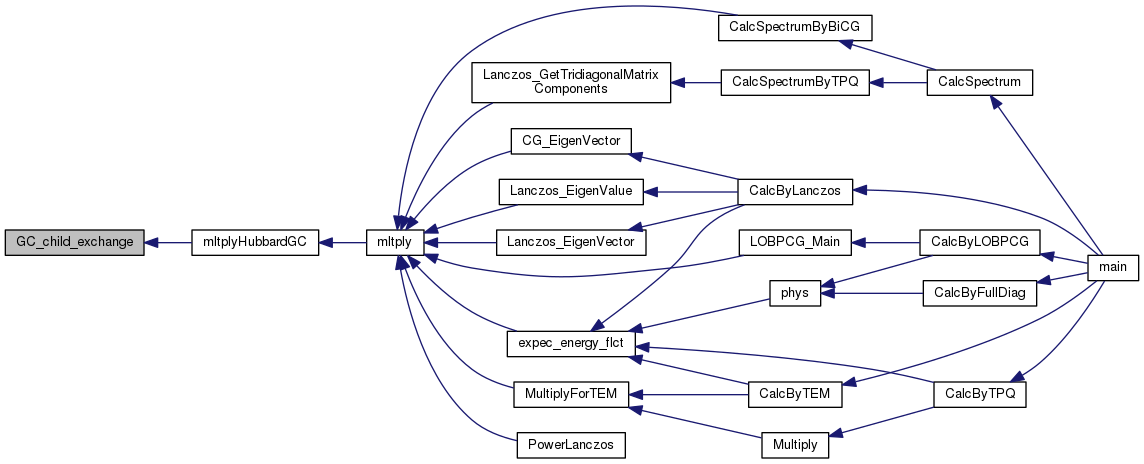 CalcSpectrumByBiCG
Lanczos_GetTridiagonalMatrix
Components
CalcSpectrumByTPQ
CalcSpectrum
CG_EigenVector
Lanczos_EigenValue
CalcByLanczos
GC_child_exchange
mltplyHubbardGC
mltply
Lanczos_EigenVector
LOBPCG_Main
CalcByLOBPCG
main
phys
CalcByFullDiag
expec_energy_flct
MultiplyForTEM
CalcByTEM
CalcByTPQ
PowerLanczos
Multiply